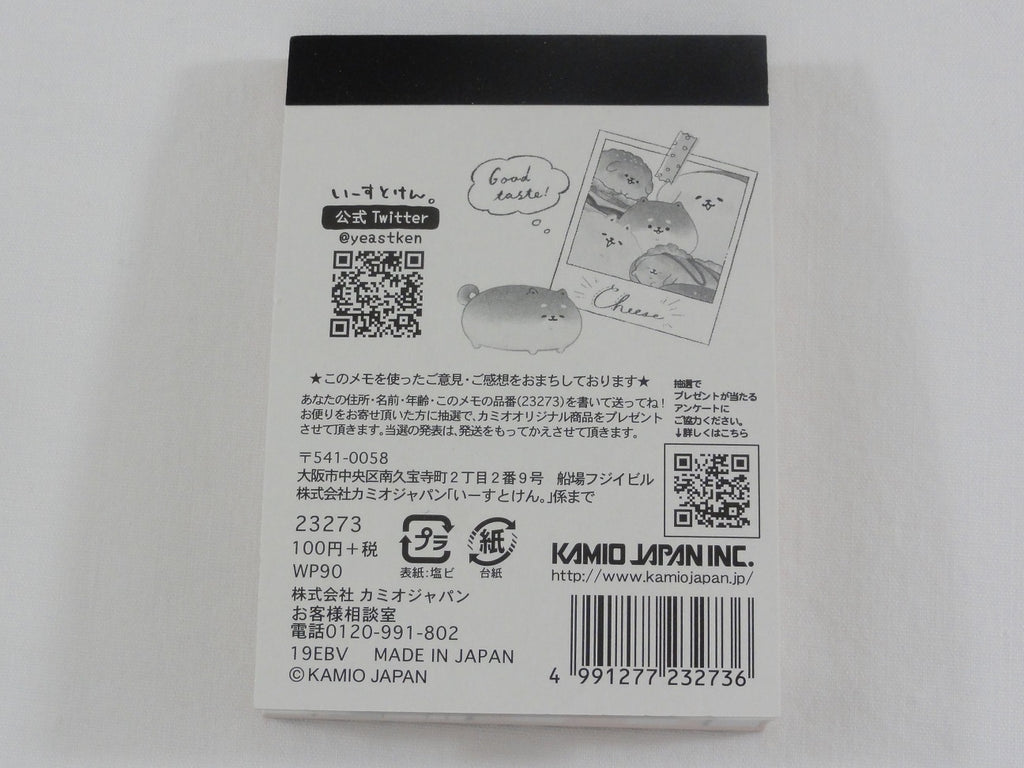 いーすとけん。
公式 Twitter
@yeastken
Good
taste!
Cheese
★このメモを使ったご意見・ご感想をおまちしております★
あなたの住所・名前・年齢・このメモの品番(23273)を書いて送ってね!
お便りをお寄せ頂いた方に抽選で、カミオオリジナル商品をプレゼント
させて頂きます。当選の発表は、発送をもってかえさせて頂きます。
抽選で
プレゼントが当たる
アンケートに
ご協力ください。
↓詳しくはこちら
〒541-0058
大阪市中央区南久宝寺町2丁目2番9号 船場フジイビル
株式会社カミオジャパン「いーすとけん。」係まで
23273
100円+税
WP90
プラ
表紙:塩ビ
紙
台紙
KAMIO JAPAN INC.
http://www.kamiojapan.jp/
株式会社 カミオジャパン
お客様相談室
電話0120-991-802
19EBV MADE IN JAPAN
©KAMIO JAPAN
4 991277 232736